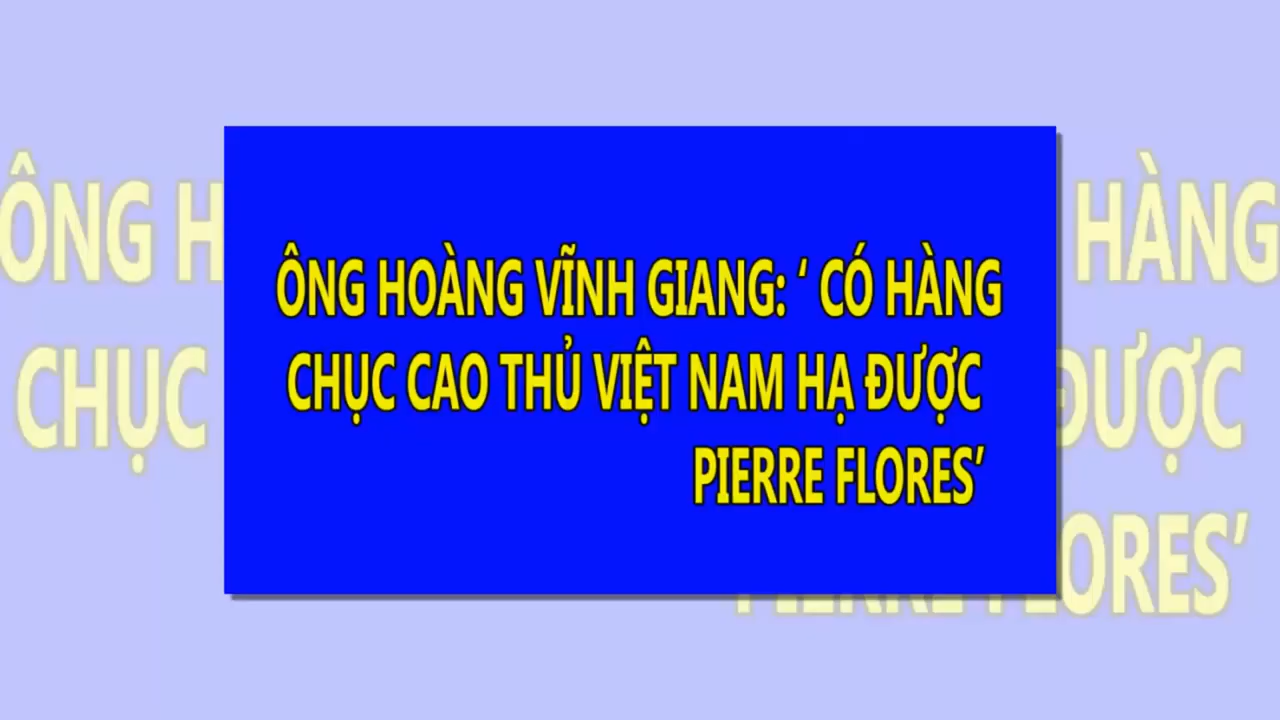 ÔNG HOÀNG VĨNH GIANG: ‘ CÓ HÀNG
CHỤC CAO THỦ VIỆT NAM HẠ ĐƯỢC
PIERRE FLORES’